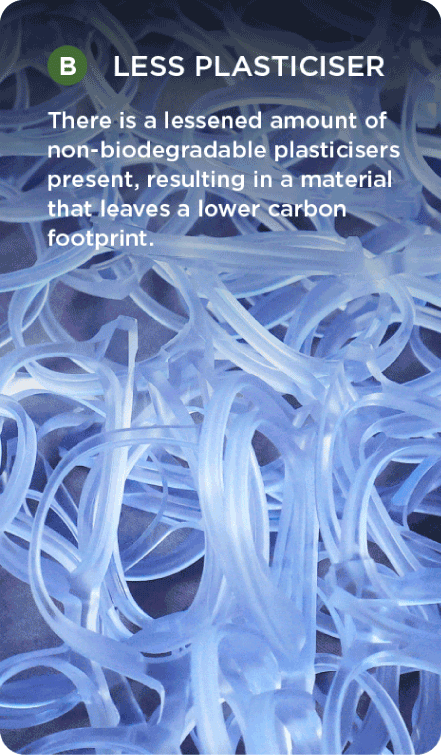 B LESS PLASTICISER
There is a lessened amount of
non-biodegradable plasticisers
present, resulting in a material
that leaves a lower carbon
footprint.